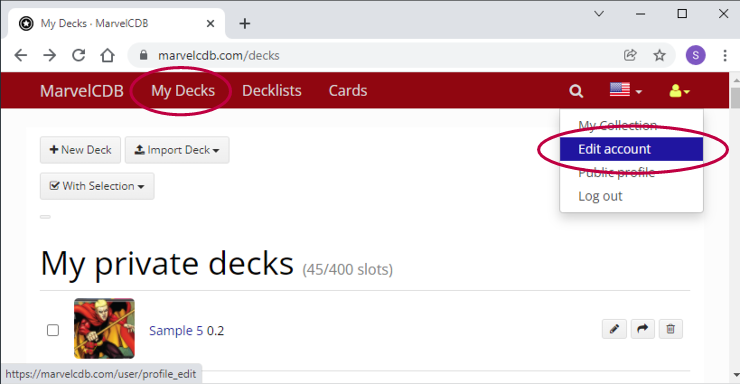 My Decks · MarvelCDB
marvelcdb.com/decks
S
MarvelCDB My Decks Decklists Cards
My Collection
Edit account
Public profile
Log out
New Deck Import Deck
With Selection
My private decks (45/400 slots)
Sample 5 0.2
https://marvelcdb.com/user/profile_edit